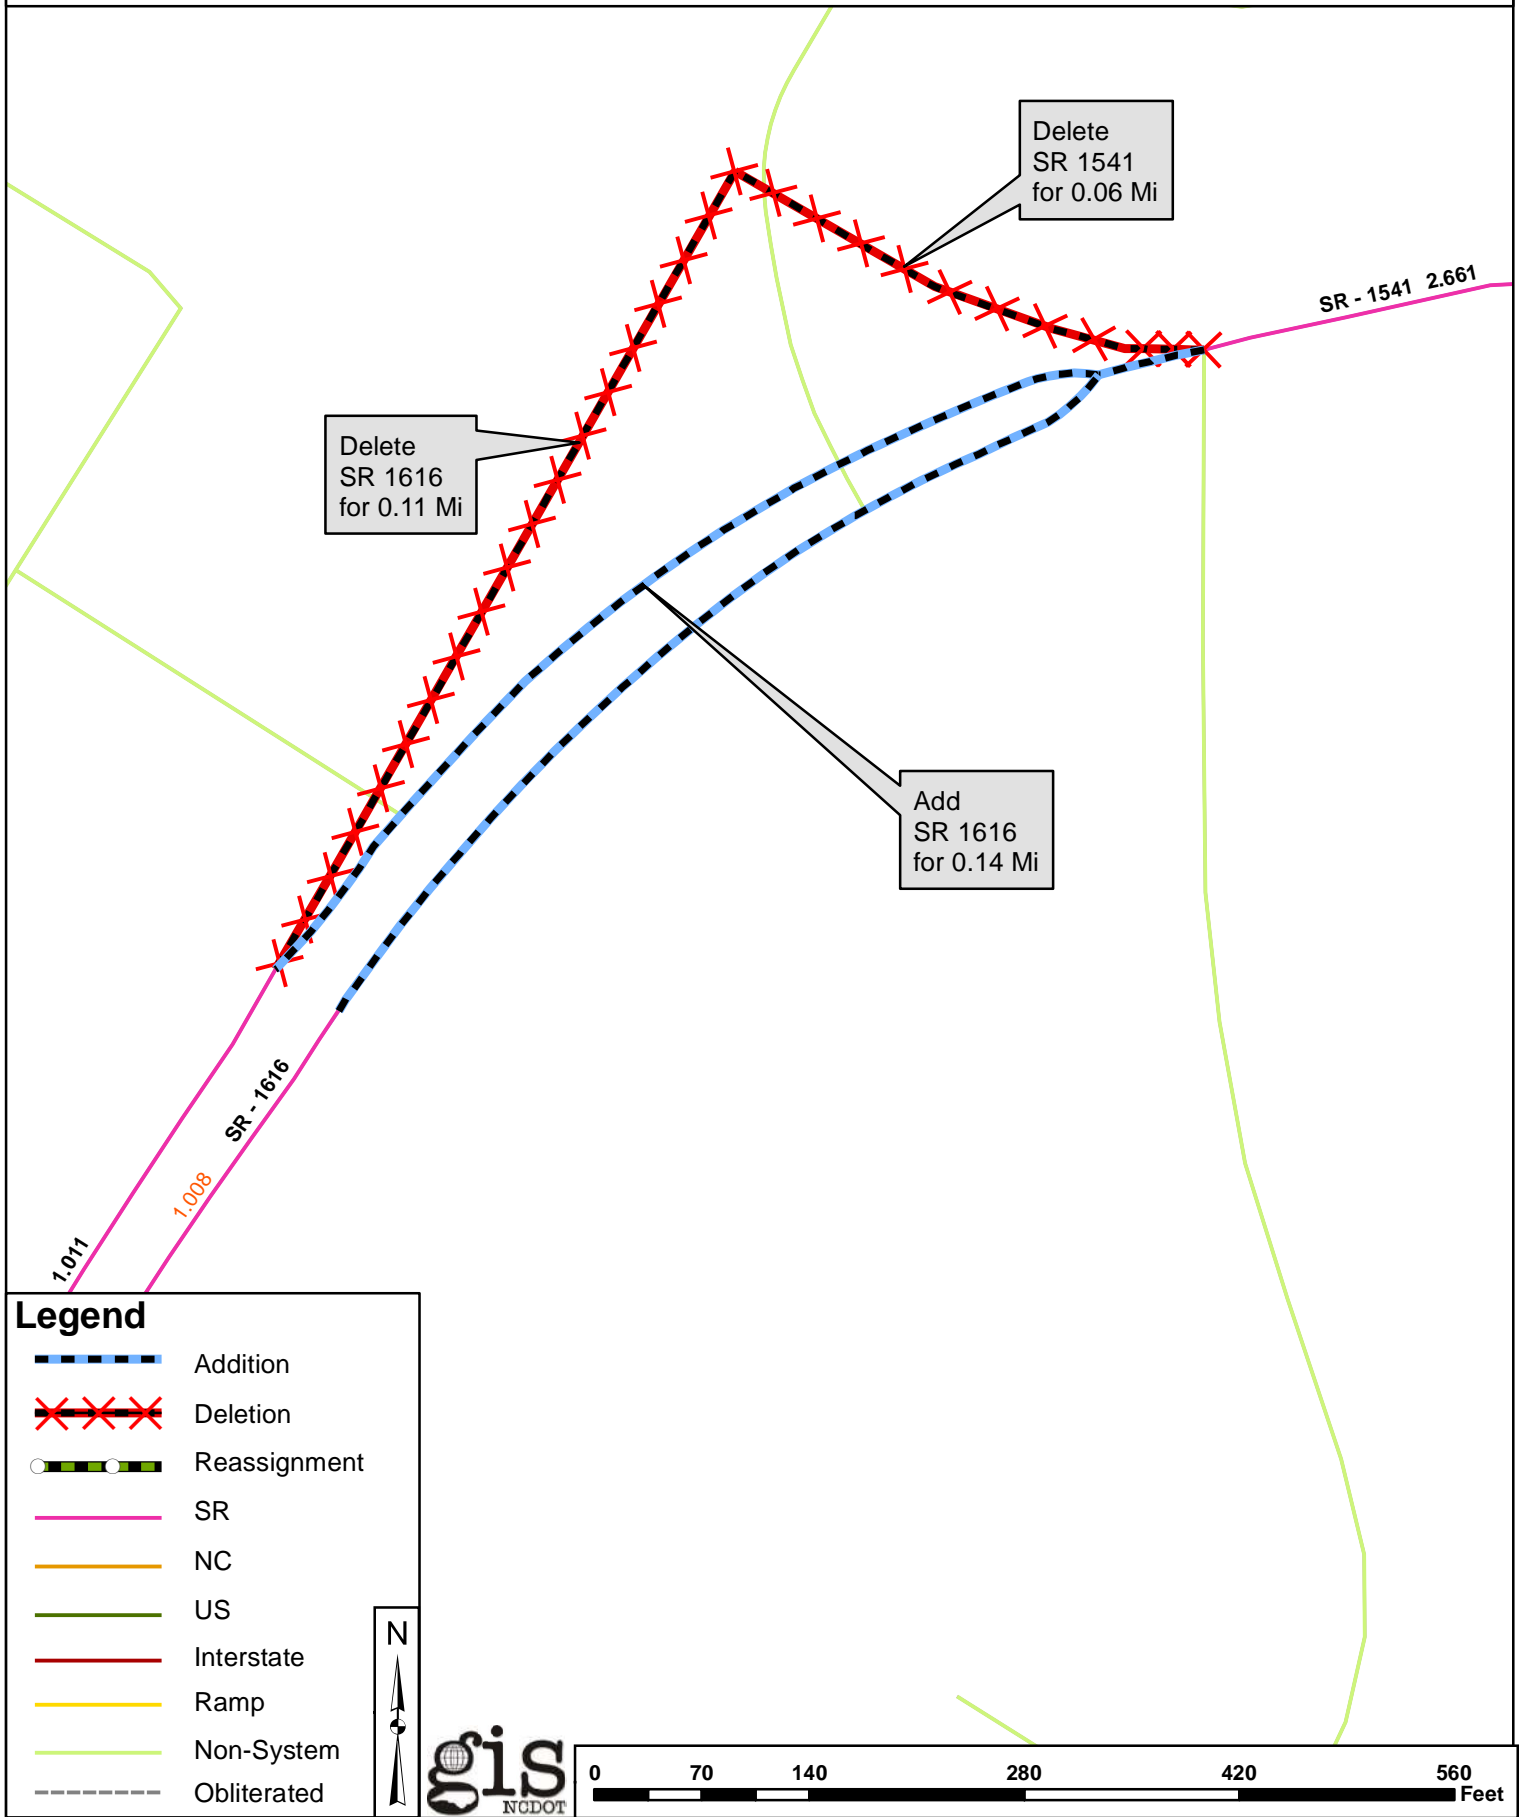 Delete
SR 1541
for 0.06 Mi
SR - 1541 2.661
Delete
SR 1616
for 0.11 Mi
Add
SR 1616
for 0.14 Mi
SR - 1616
1.008
1.011
Legend
Addition
Deletion
Reassignment
SR
NC
US
Interstate
Ramp
Non-System
Obliterated
N
gis
NCDOT
0 70 140 280 420 560
Feet